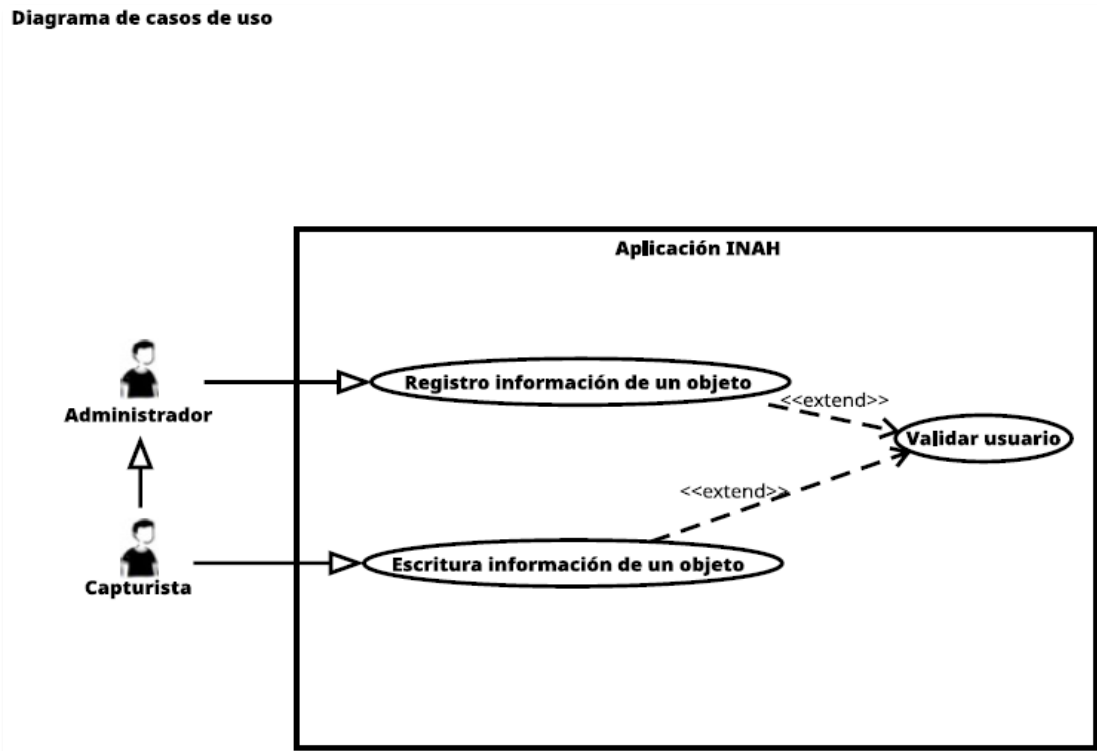 Diagrama de casos de uso
Aplicación INAH
Registro información de un objeto
<<extend>>
Administrador
Validar usuario
<<extend>>
Escritura información de un objeto
Capturista